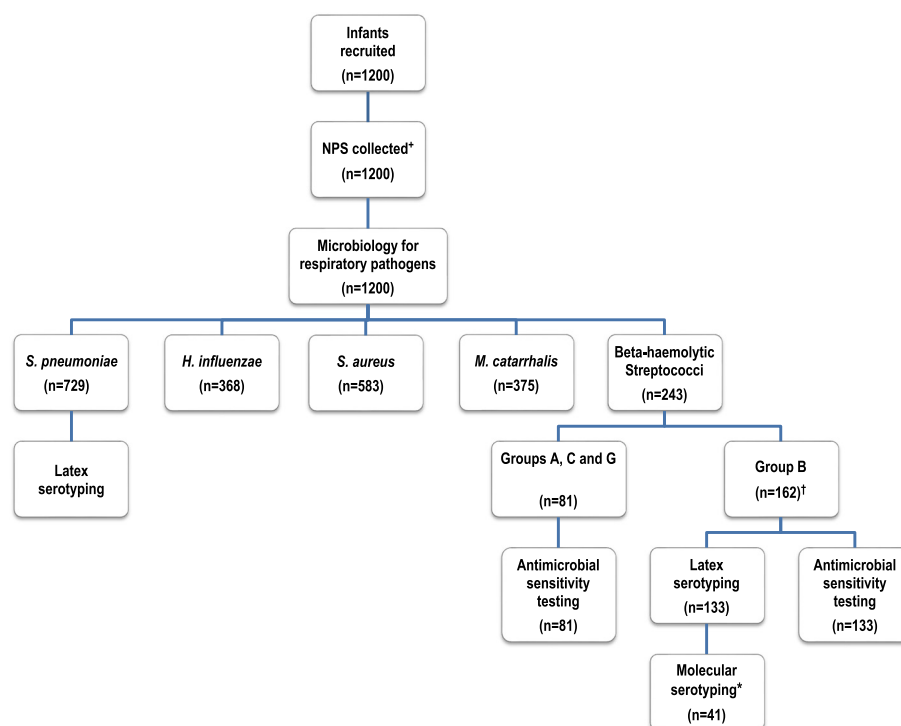 Infants
recruited
(n=1200)
NPS collected⁺
(n=1200)
Microbiology for
respiratory pathogens
(n=1200)
S. pneumoniae
(n=729)
H. influenzae
(n=368)
S. aureus
(n=583)
M. catarrhalis
(n=375)
Beta-haemolytic
Streptococci
(n=243)
Latex
serotyping
Groups A, C and G
(n=81)
Group B
(n=162)†
Antimicrobial
sensitivity
testing
(n=81)
Latex
serotyping
(n=133)
Antimicrobial
sensitivity
testing
(n=133)
Molecular
serotyping*
(n=41)